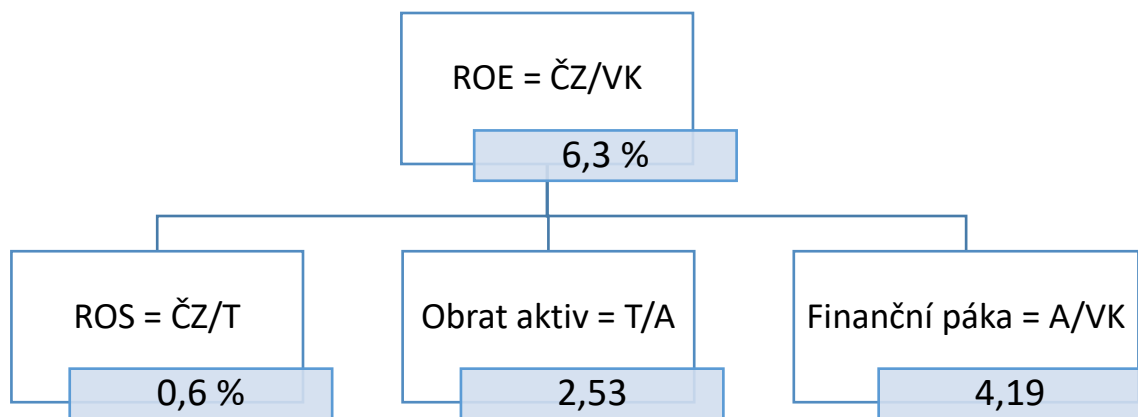 ROE = ČZ/VK
6,3 %
ROS = ČZ/T
0,6 %
Obrat aktiv = T/A
2,53
Finanční páka = A/VK
4,19